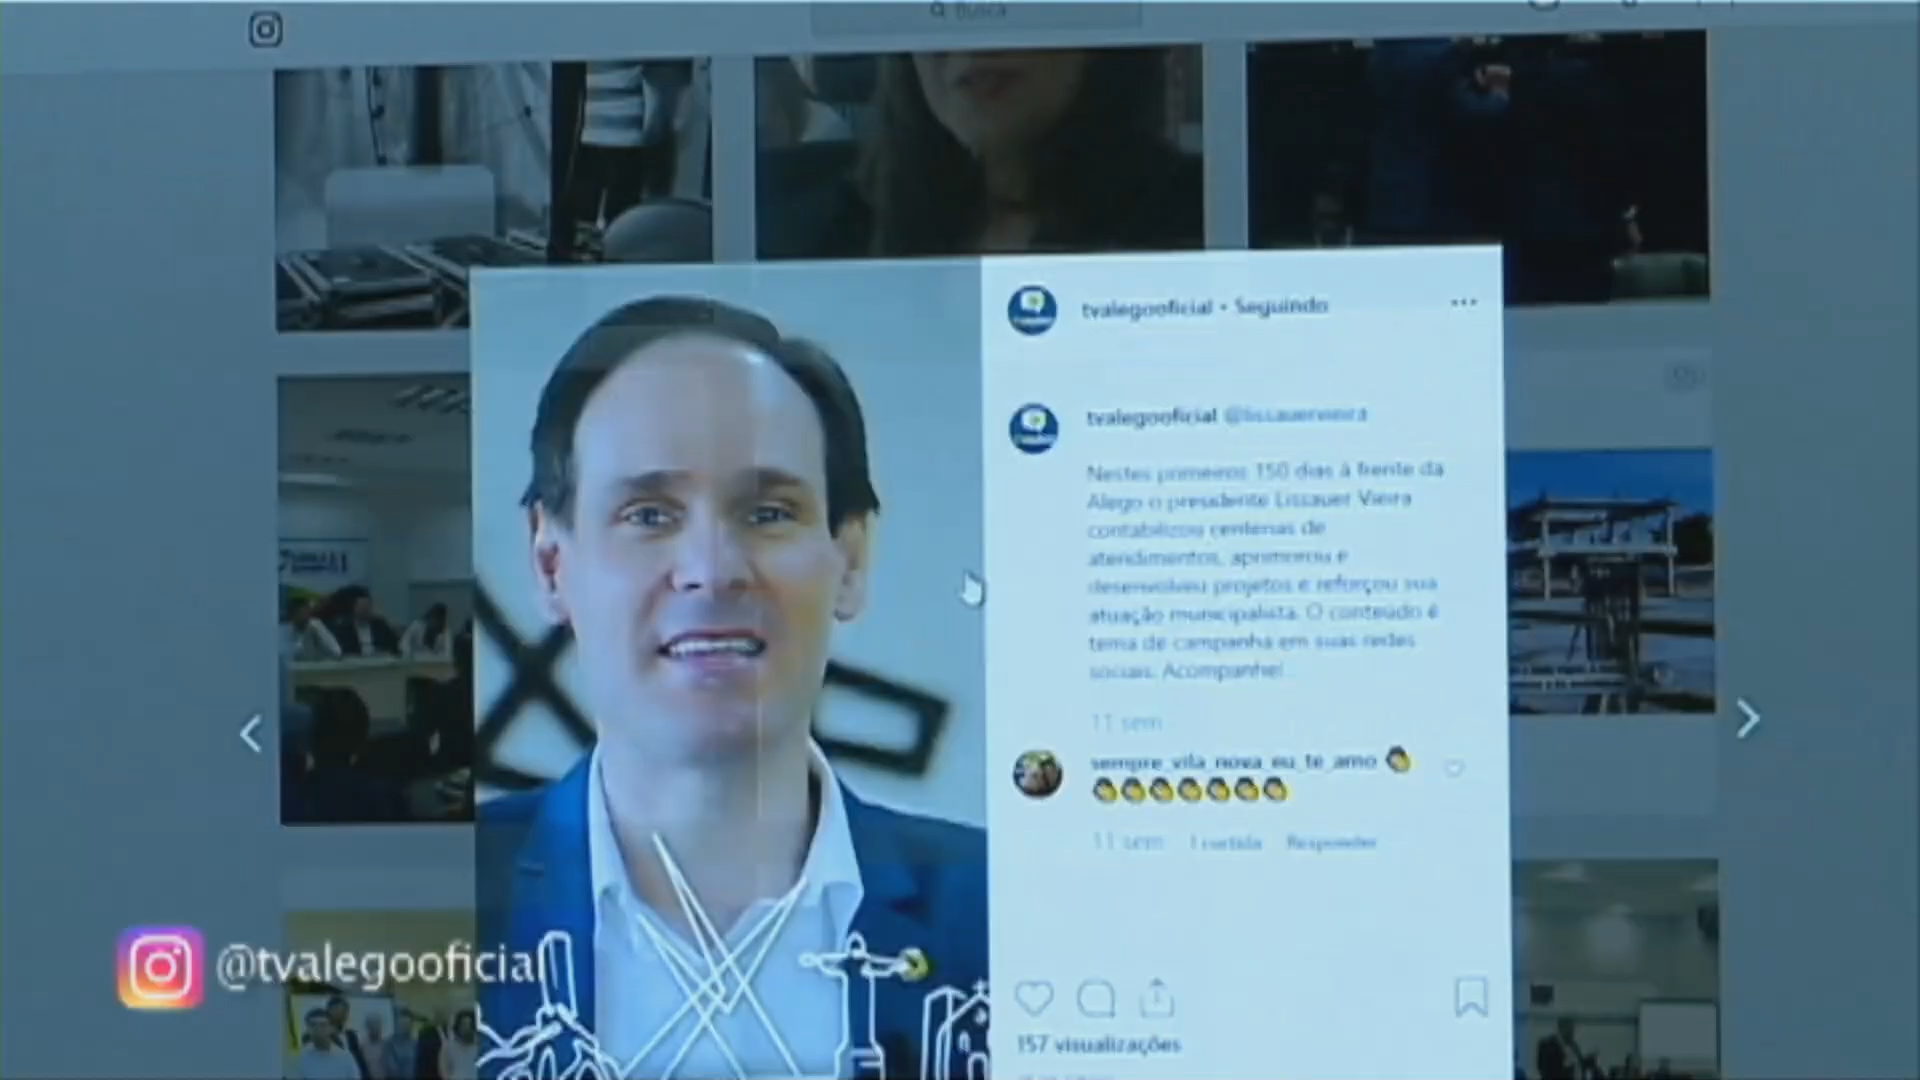 Busca
tvalegooficial • Seguindo
tvalegooficial @lissauervieira
Nestes primeiros 150 dias à frente da
Alego o presidente Lissauer Vieira
contabilizou centenas de
atendimentos, aprimorou e
desenvolveu projetos e reforçou sua
atuação municipalista. O conteúdo é
tema de campanha em suas redes
sociais. Acompanhe!
11 sem
sempre_vila_nova_eu_te_amo 👏
👏👏👏👏👏👏👏
11 sem 1 curtida Responder
157 visualizações
@tvalegooficial